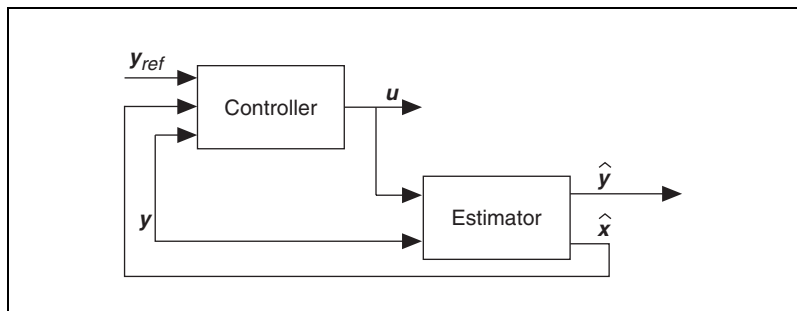 y_ref
Controller
u
y
Estimator
ŷ
x̂